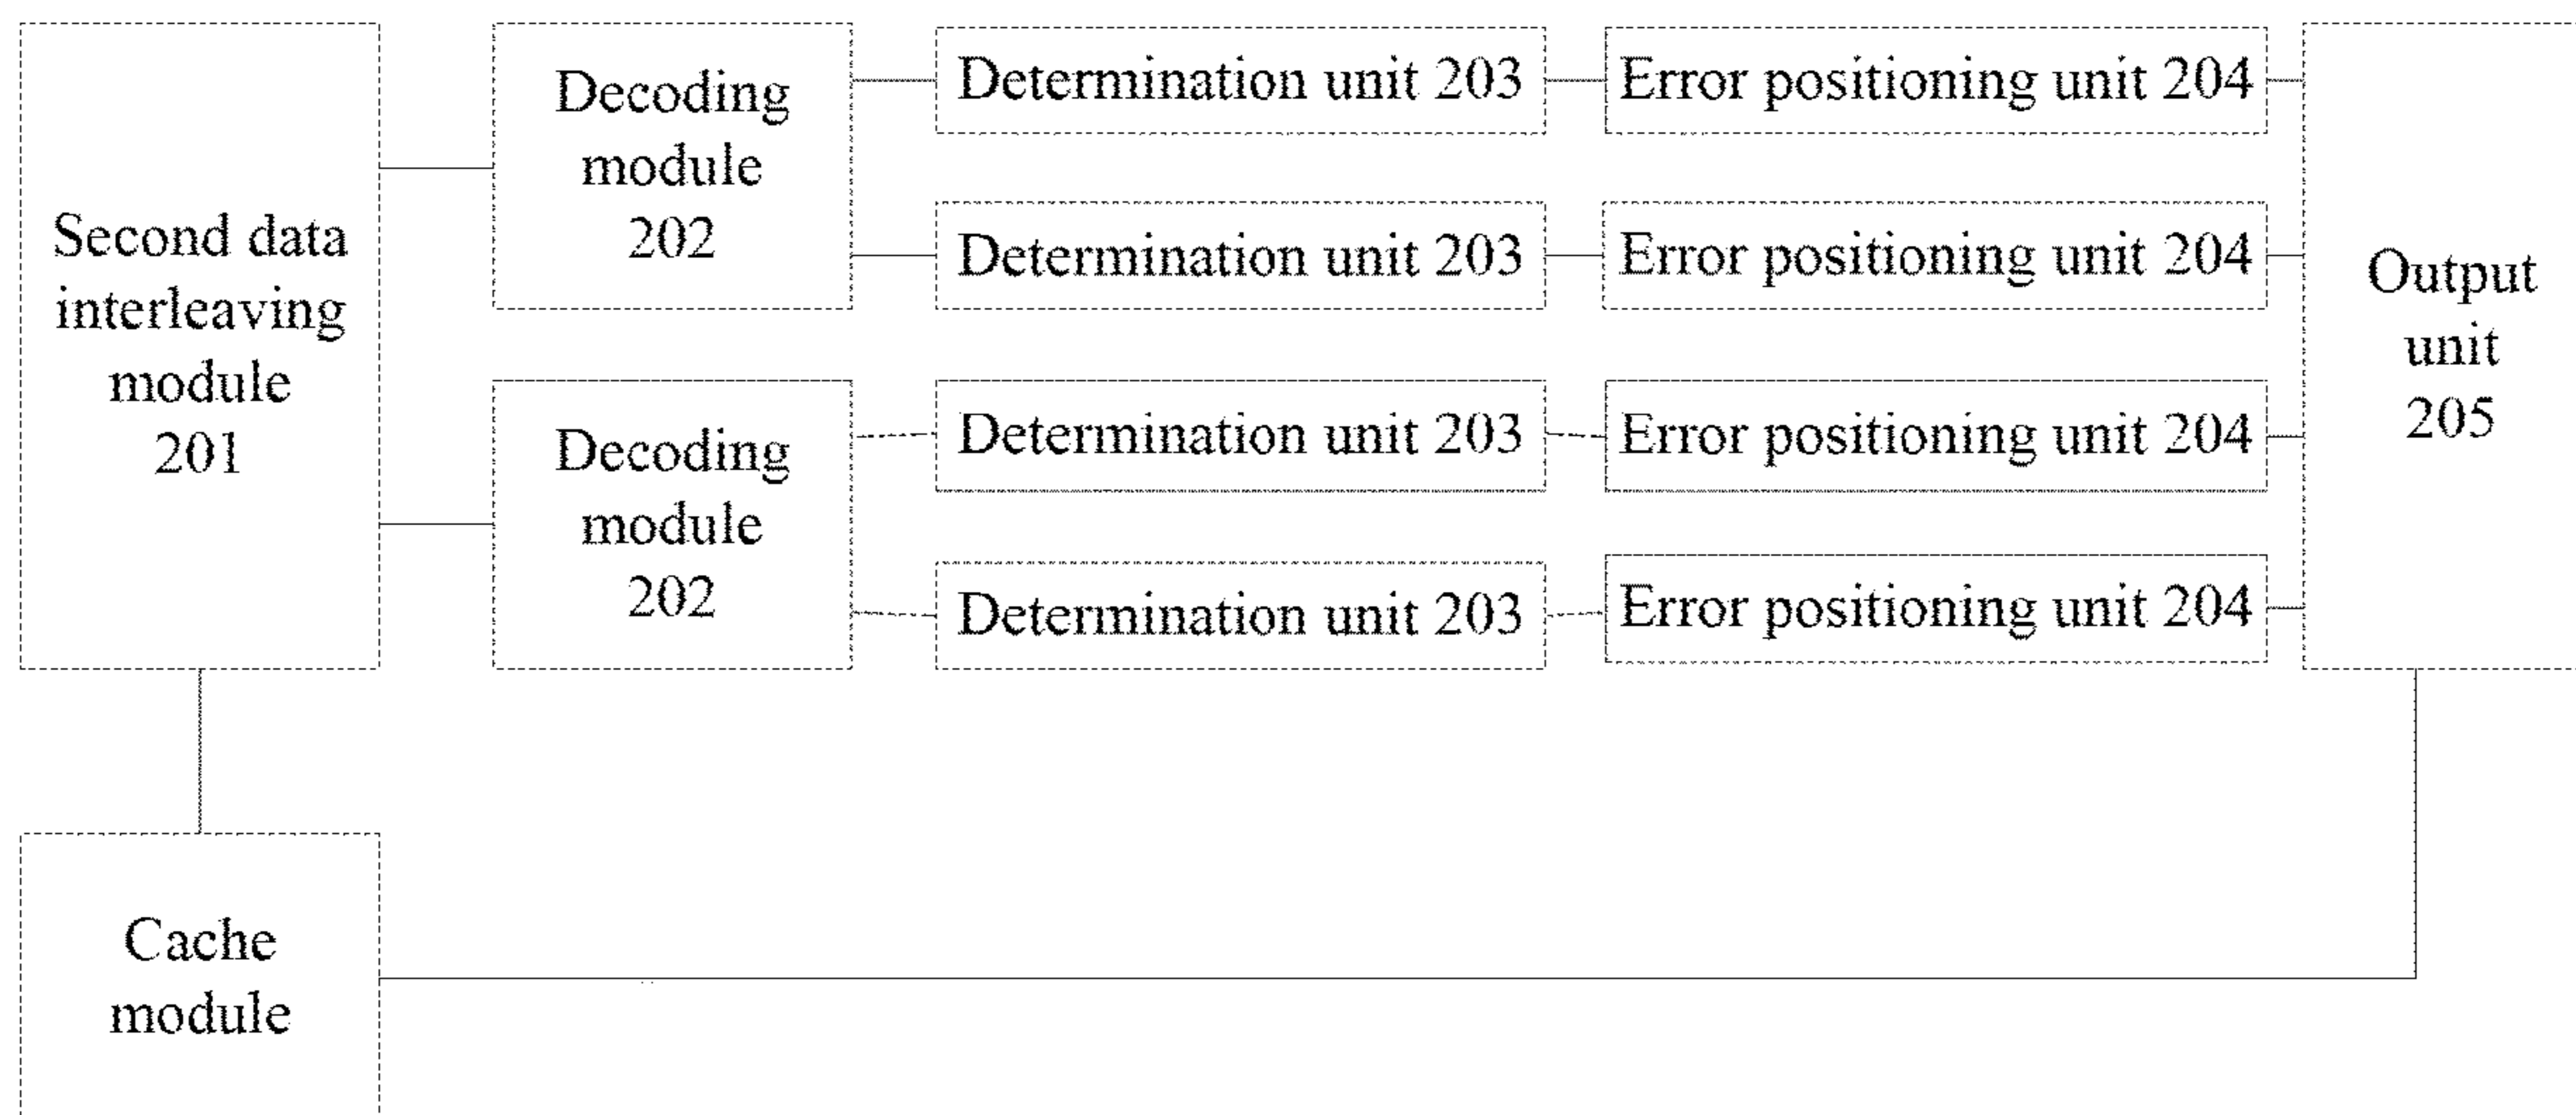 Second data
interleaving
module
201
Decoding
module
202
Decoding
module
202
Determination unit 203
Error positioning unit 204
Determination unit 203
Error positioning unit 204
Determination unit 203
Error positioning unit 204
Determination unit 203
Error positioning unit 204
Output
unit
205
Cache
module